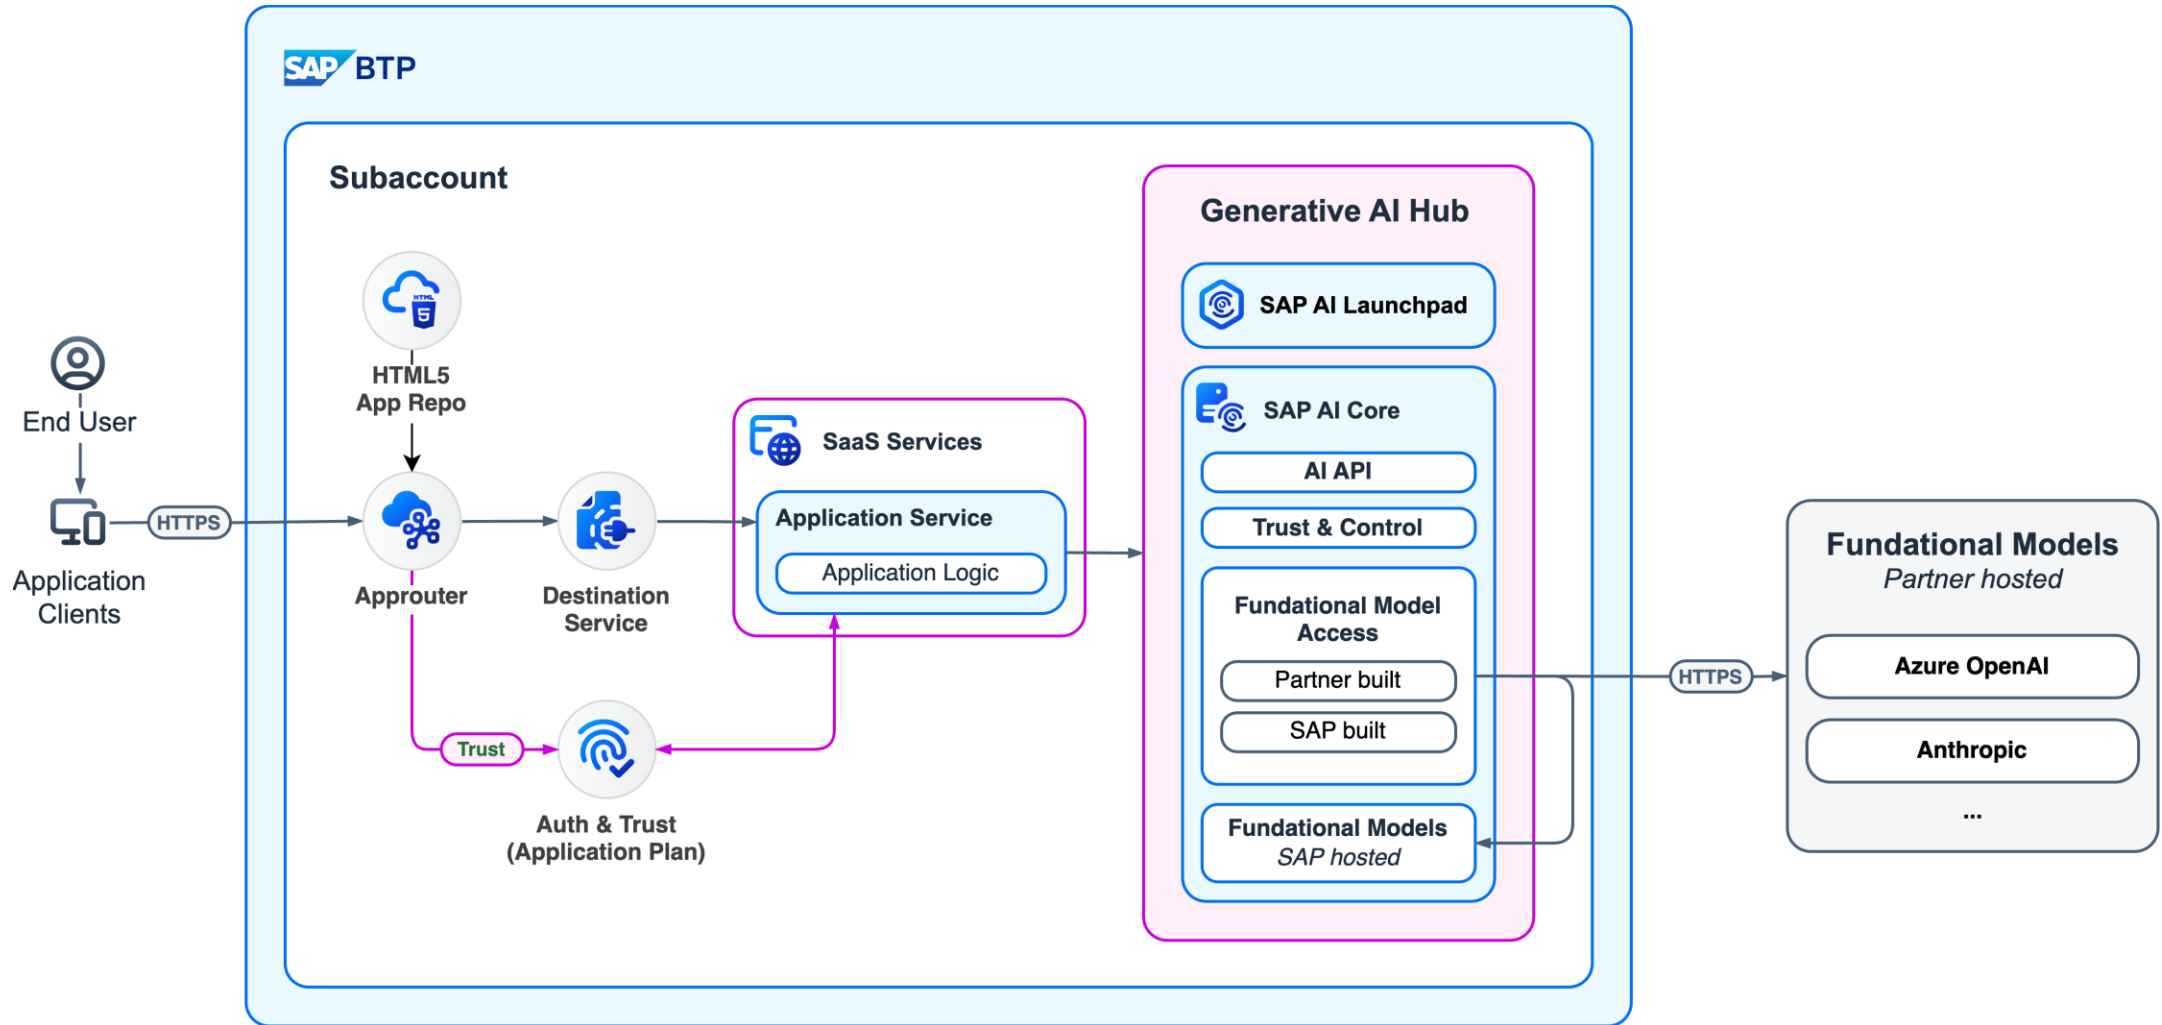 SAP BTP
Subaccount
HTML5
App Repo
End User
Application
Clients
HTTPS
Approuter
Destination
Service
Trust
Auth & Trust
(Application Plan)
SaaS Services
Application Service
Application Logic
Generative AI Hub
SAP AI Launchpad
SAP AI Core
AI API
Trust & Control
Fundational Model
Access
Partner built
SAP built
Fundational Models
SAP hosted
HTTPS
Fundational Models
Partner hosted
Azure OpenAI
Anthropic
...
HTML
5